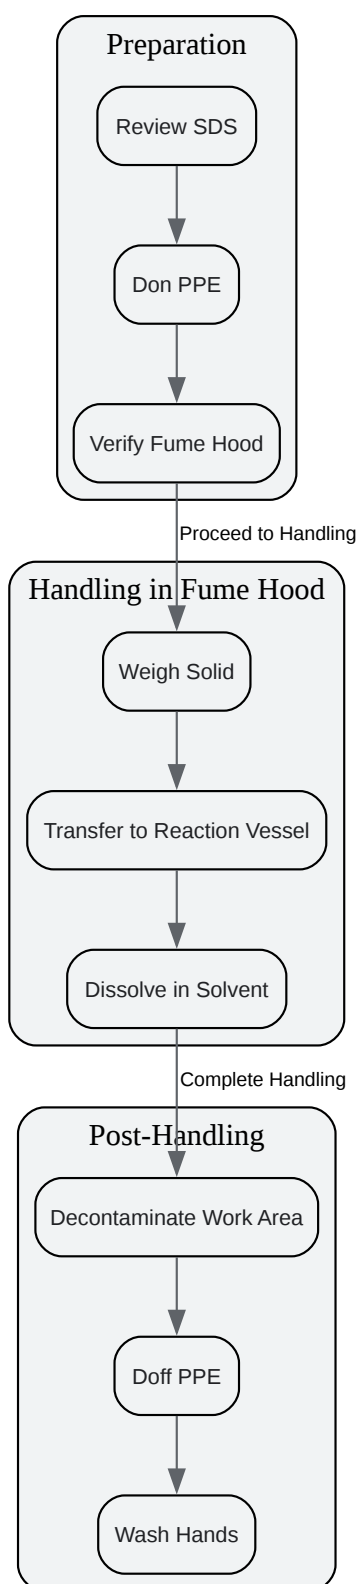 Preparation
Review SDS
Don PPE
Verify Fume Hood
Proceed to Handling
Handling in Fume Hood
Weigh Solid
Transfer to Reaction Vessel
Dissolve in Solvent
Complete Handling
Post-Handling
Decontaminate Work Area
Doff PPE
Wash Hands